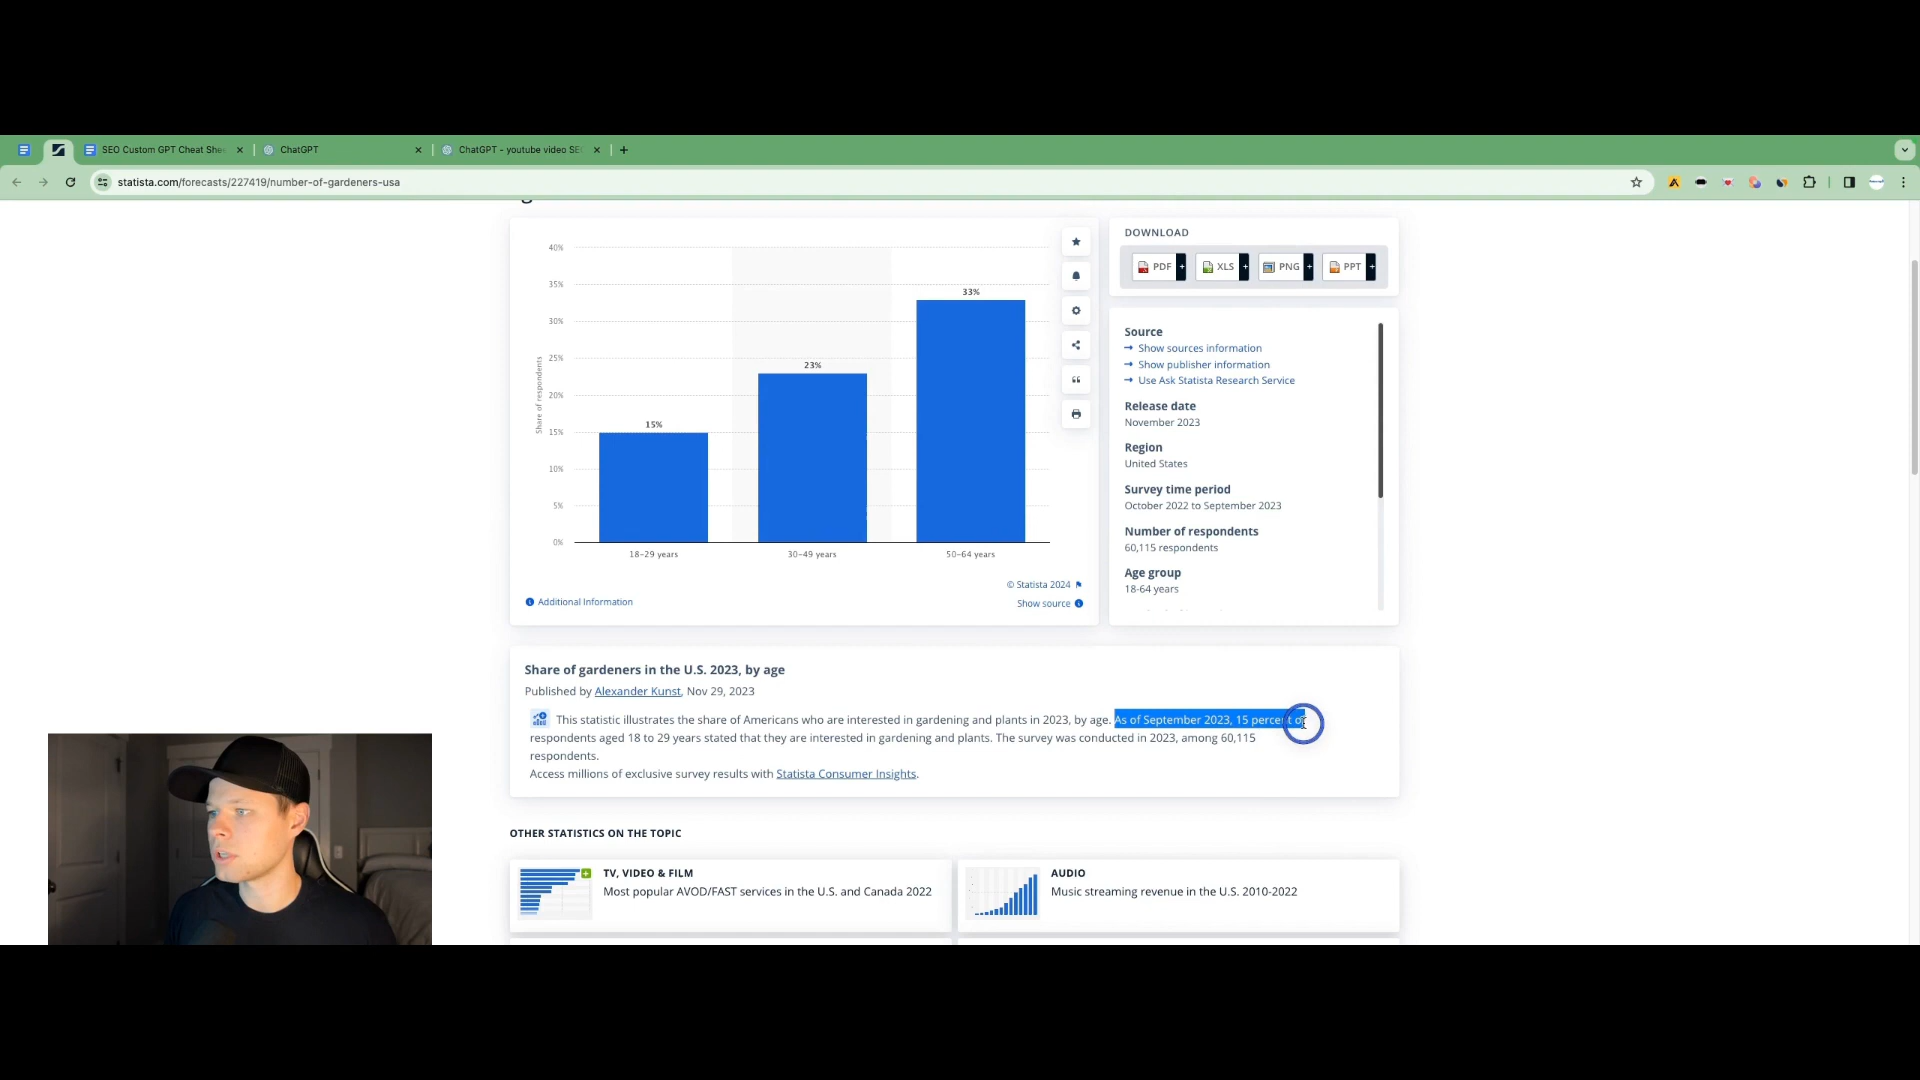 SEO Custom GPT Cheat Shee
ChatGPT
ChatGPT - youtube video SE
statista.com/forecasts/227419/number-of-gardeners-usa
40%
35%
30%
25%
20%
15%
10%
5%
0%
Share of respondents
15%
23%
33%
18–29 years
30–49 years
50–64 years
© Statista 2024
Additional Information
Show source
DOWNLOAD
PDF +
XLS +
PNG +
PPT +
Source
→ Show sources information
→ Show publisher information
→ Use Ask Statista Research Service
Release date
November 2023
Region
United States
Survey time period
October 2022 to September 2023
Number of respondents
60,115 respondents
Age group
18-64 years
Share of gardeners in the U.S. 2023, by age
Published by Alexander Kunst, Nov 29, 2023
This statistic illustrates the share of Americans who are interested in gardening and plants in 2023, by age. As of September 2023, 15 percent of
respondents aged 18 to 29 years stated that they are interested in gardening and plants. The survey was conducted in 2023, among 60,115
respondents.
Access millions of exclusive survey results with Statista Consumer Insights.
OTHER STATISTICS ON THE TOPIC
TV, VIDEO & FILM
Most popular AVOD/FAST services in the U.S. and Canada 2022
AUDIO
Music streaming revenue in the U.S. 2010-2022